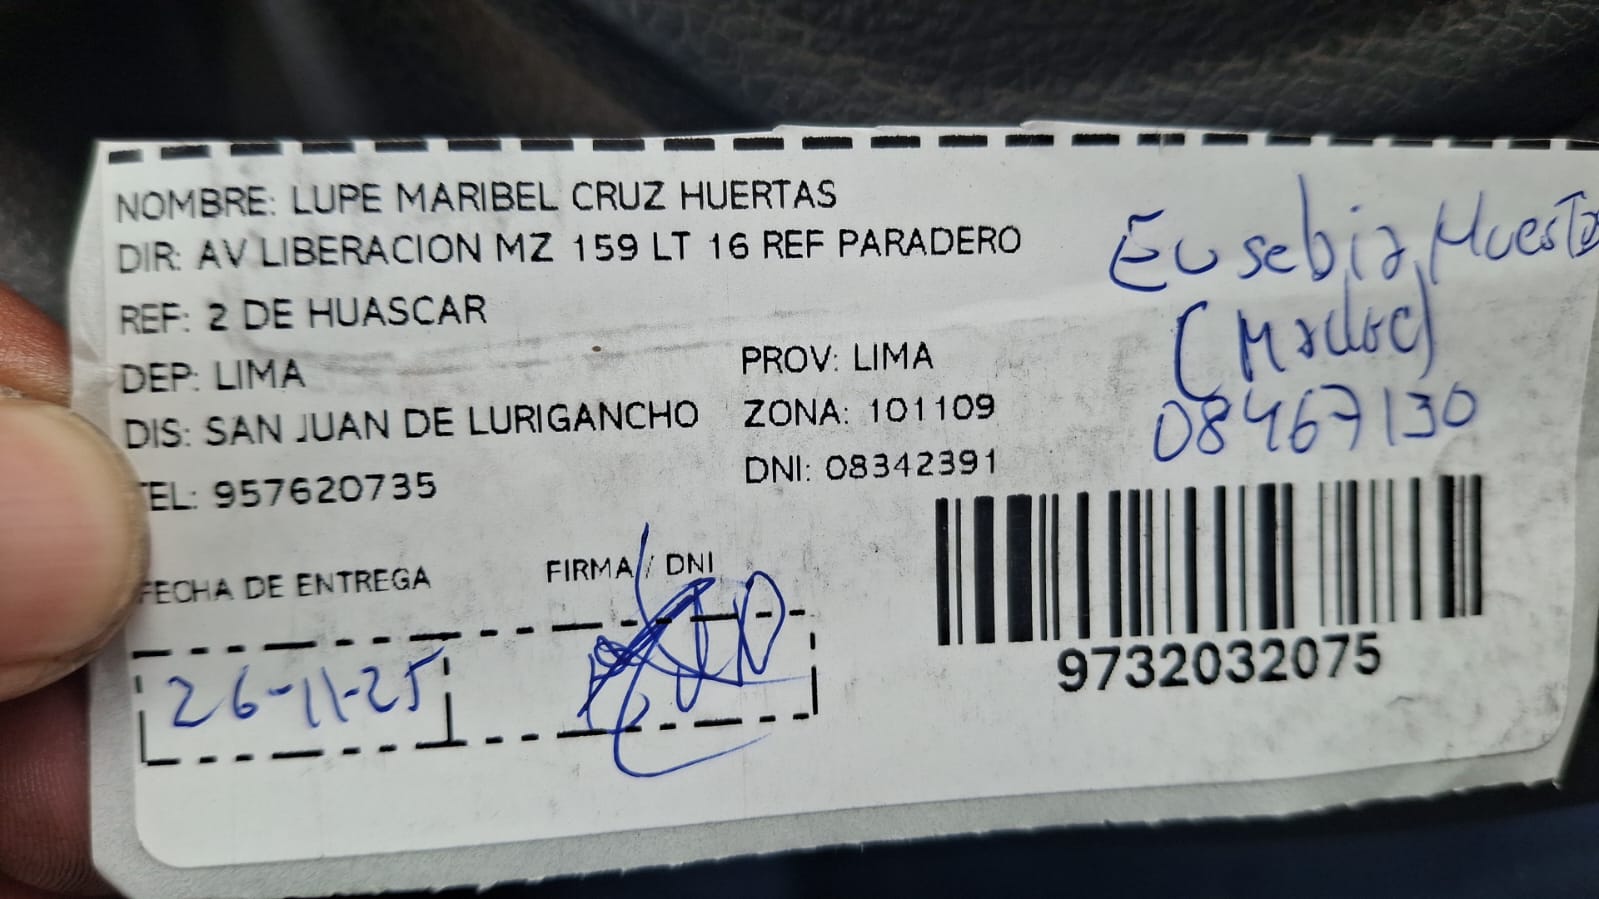 NOMBRE: LUPE MARIBEL CRUZ HUERTAS
DIR: AV LIBERACION MZ 159 LT 16 REF PARADERO
REF: 2 DE HUASCAR
DEP: LIMA
PROV: LIMA
DIS: SAN JUAN DE LURIGANCHO
ZONA: 101109
TEL: 957620735
DNI: 08342391
Eusebia
08467130
FECHA DE ENTREGA
FIRMA / DNI
26-11-25
9732032075